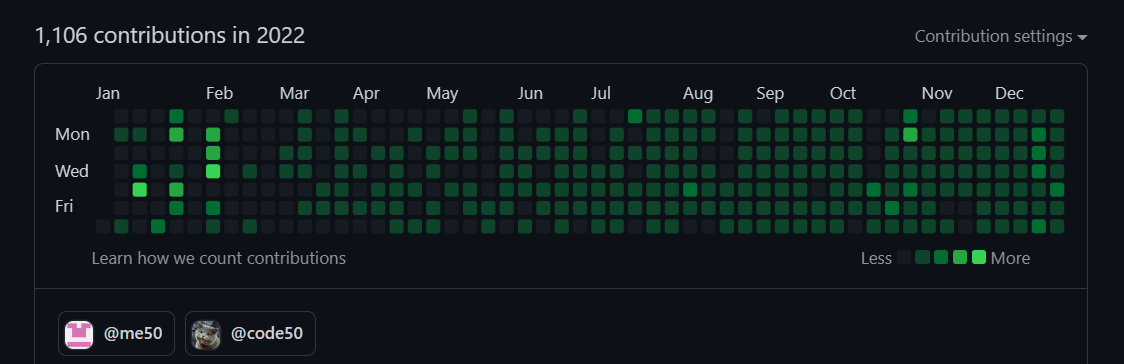 1,106 contributions in 2022
Contribution settings
Jan Feb Mar Apr May Jun Jul Aug Sep Oct Nov Dec
Mon
Wed
Fri
Learn how we count contributions
Less More
@me50 @code50